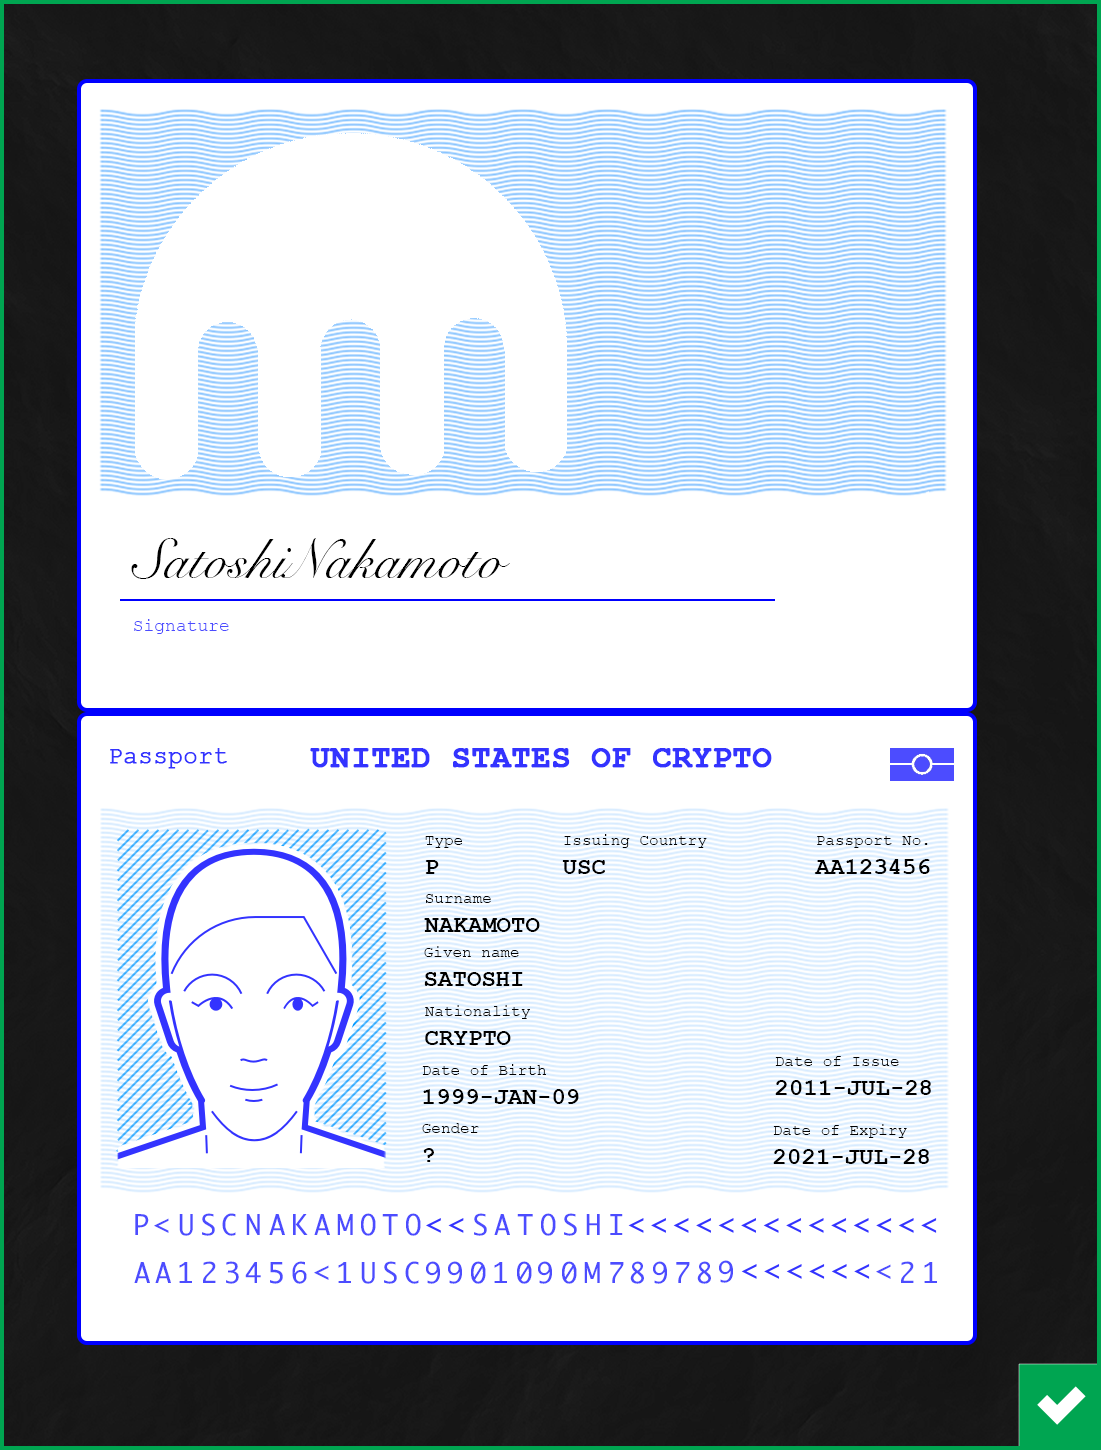 SatoshiNakamoto
Signature
Passport UNITED STATES OF CRYPTO
Type Issuing Country Passport No.
P USC AA123456
Surname
NAKAMOTO
Given name
SATOSHI
Nationality
CRYPTO
Date of Issue
Date of Birth
2011-JUL-28
1999-JAN-09
Gender Date of Expiry
? 2021-JUL-28
P<USCNAKAMOTO<<SATOSHI<<<<<<<<<<<<<<
AA123456<1USC9901090M789789<<<<<<<21